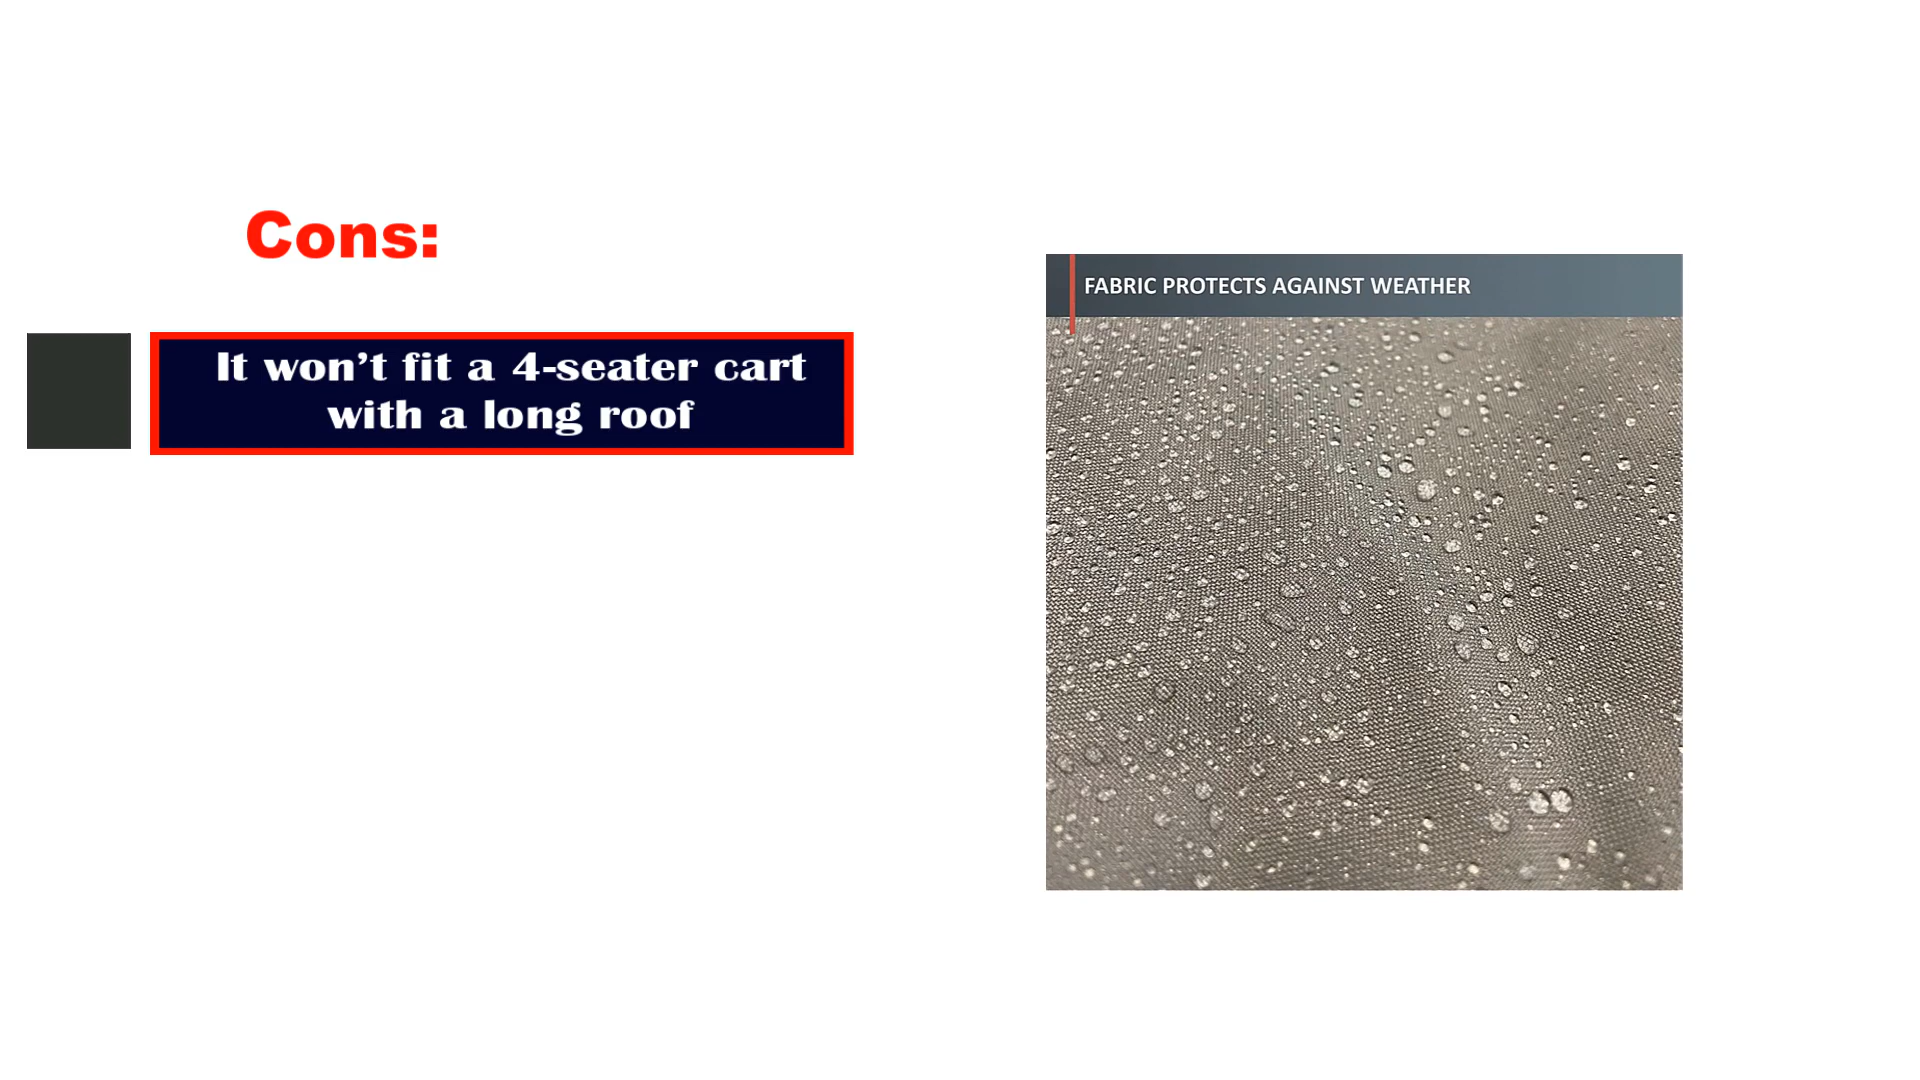 Cons:
It won’t fit a 4-seater cart
with a long roof
FABRIC PROTECTS AGAINST WEATHER